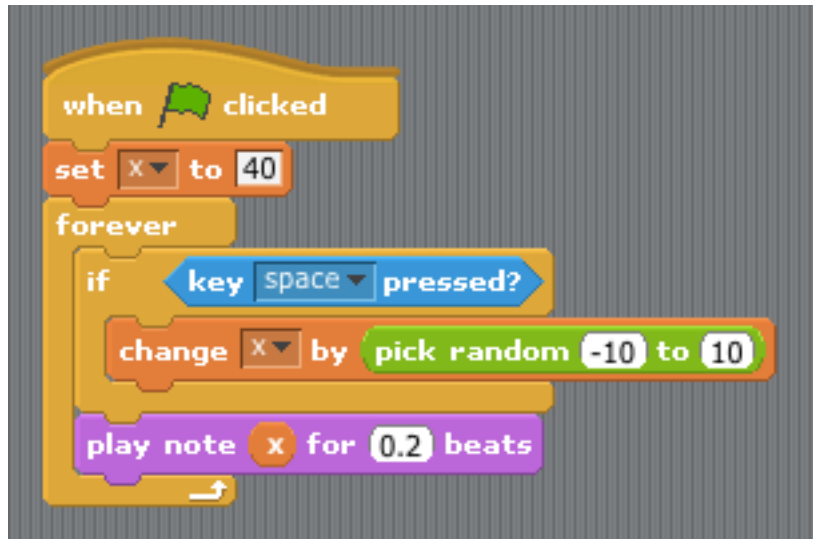 when clicked
set x to 40
forever
if key space pressed?
change x by pick random -10 to 10
play note x for 0.2 beats